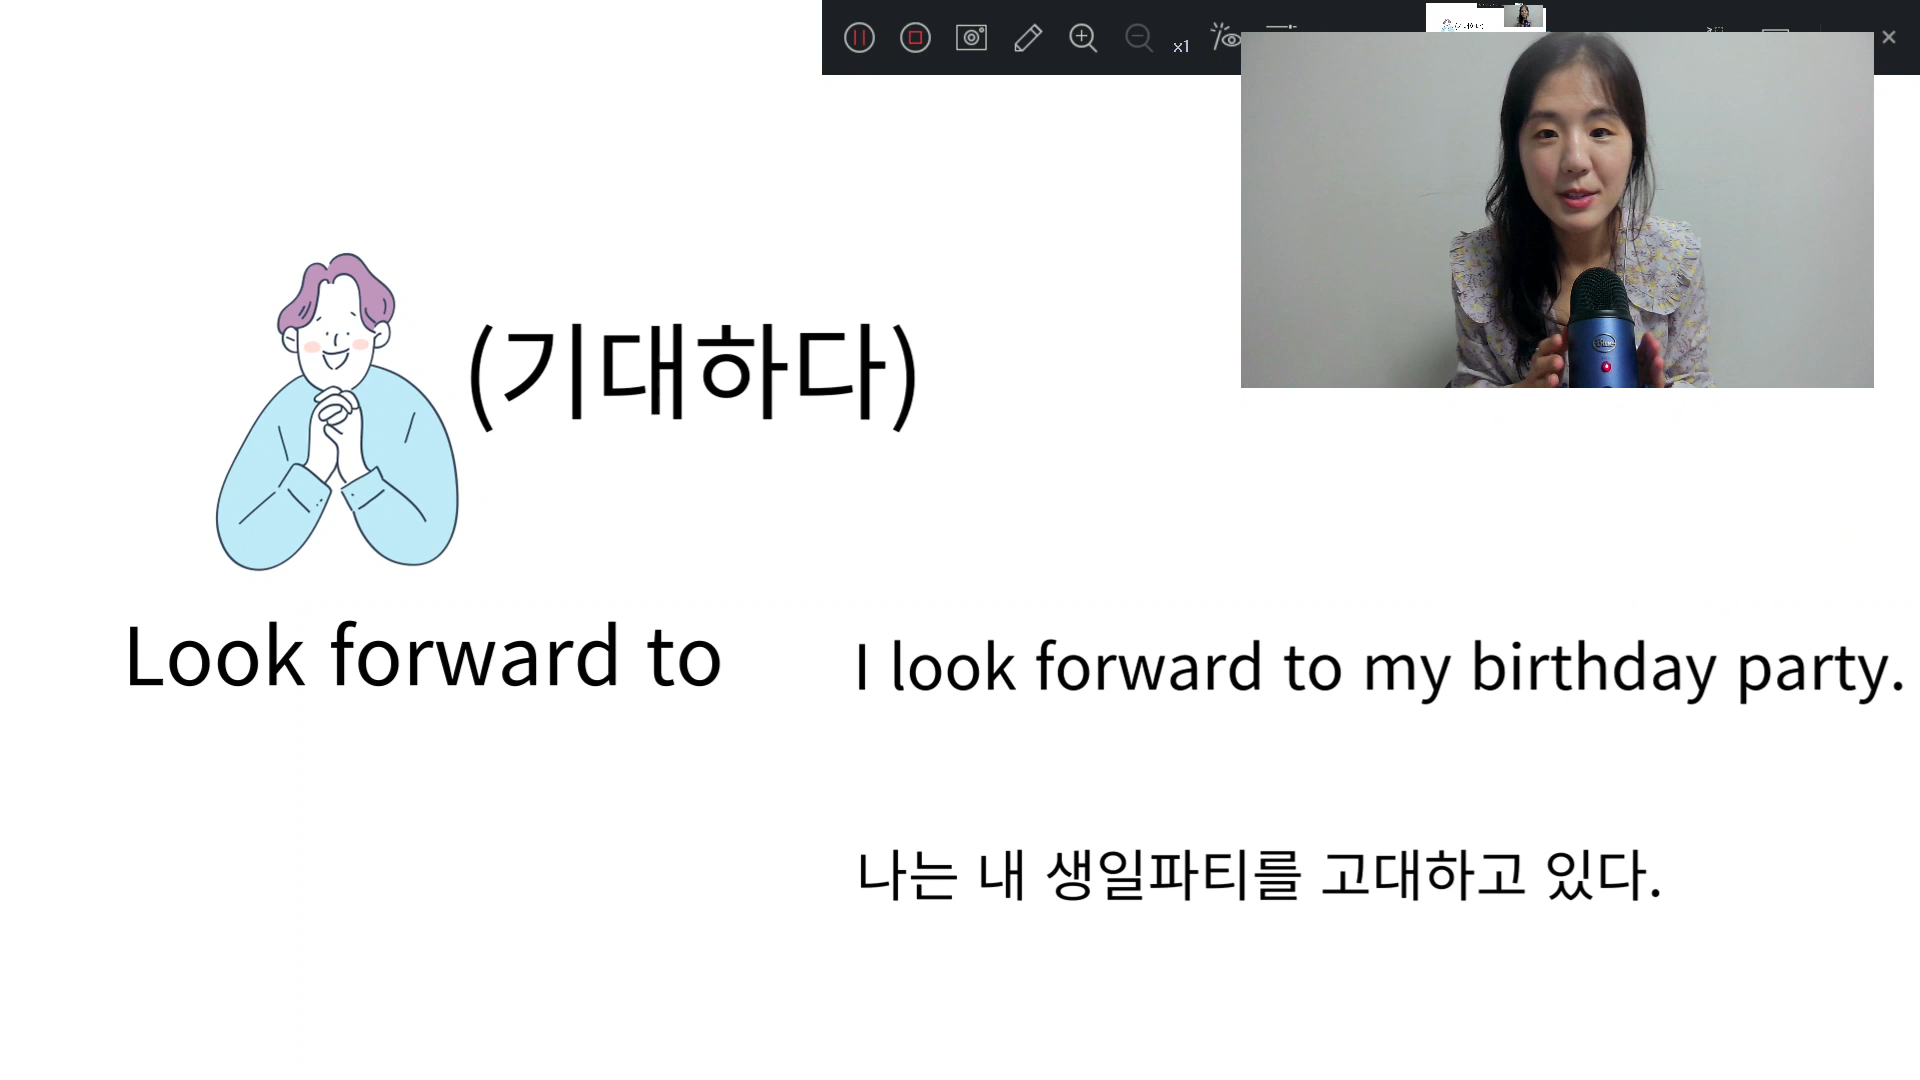 x1
(기대하다)
blue
Look forward to
I look forward to my birthday party.
나는 내 생일파티를 고대하고 있다.